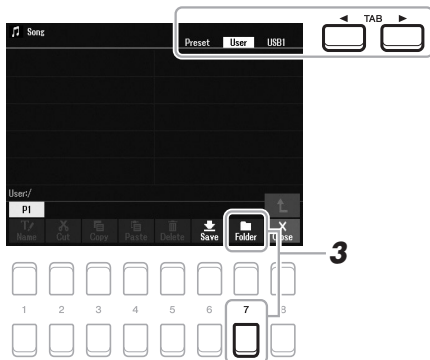 ◀ TAB ▶
♫ Song
Preset User USB1
User:/
P1
Name Cut Copy Paste Delete Save Folder Close
3
1 2 3 4 5 6 7 8